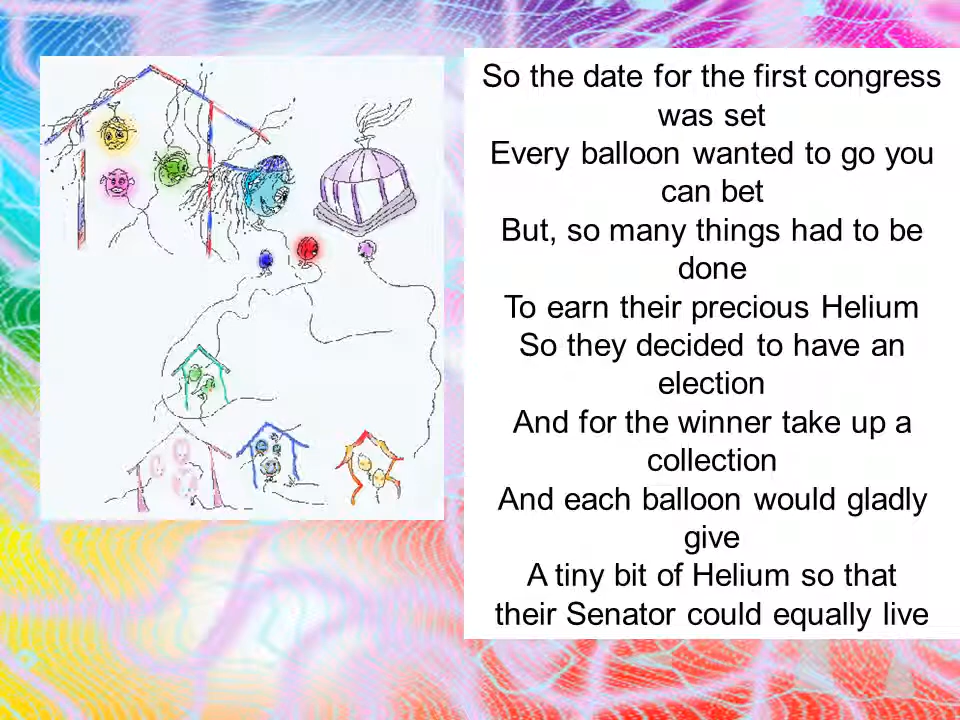 So the date for the first congress
was set
Every balloon wanted to go you
can bet
But, so many things had to be
done
To earn their precious Helium
So they decided to have an
election
And for the winner take up a
collection
And each balloon would gladly
give
A tiny bit of Helium so that
their Senator could equally live